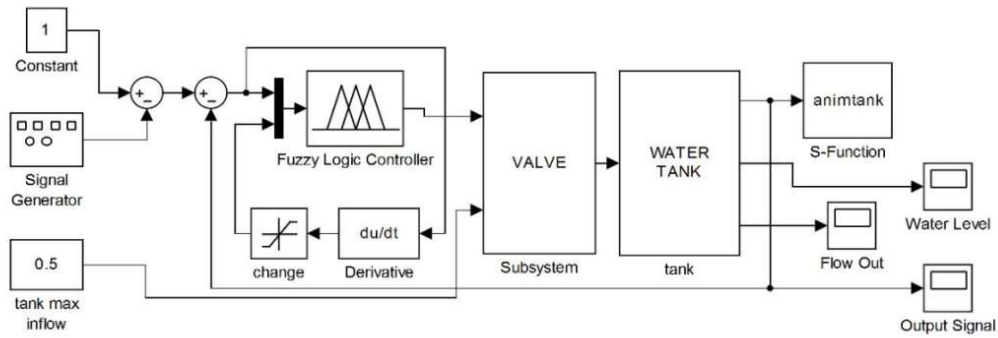 1
Constant
Signal
Generator
0.5
tank max
inflow
Fuzzy Logic Controller
change
du/dt
Derivative
VALVE
Subsystem
WATER
TANK
tank
animtank
S-Function
Water Level
Flow Out
Output Signal